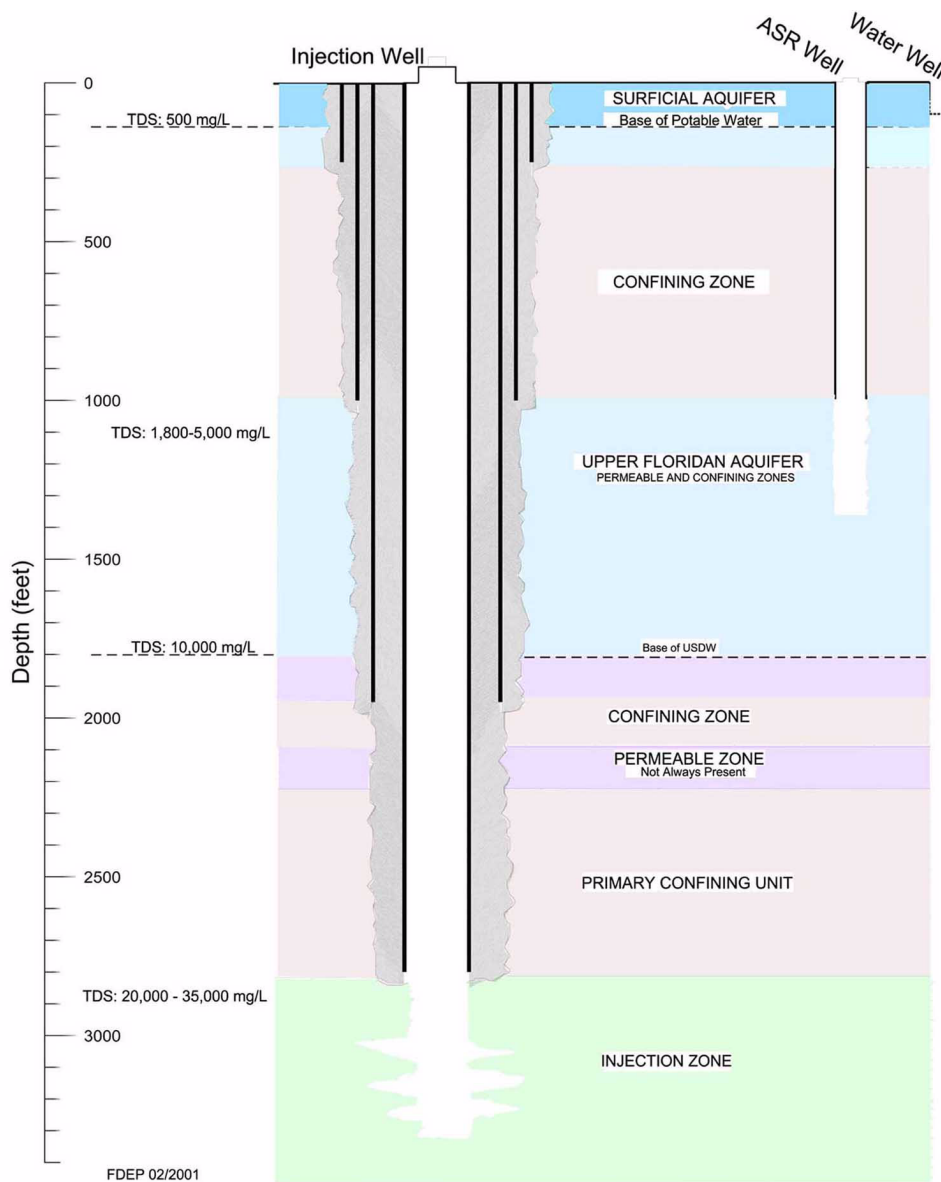 Injection Well
ASR Well
Water Well
0
SURFICIAL AQUIFER
TDS: 500 mg/L
Base of Potable Water
500
CONFINING ZONE
1000
TDS: 1,800-5,000 mg/L
UPPER FLORIDAN AQUIFER
PERMEABLE AND CONFINING ZONES
1500
Depth (feet)
TDS: 10,000 mg/L
Base of USDW
2000
CONFINING ZONE
PERMEABLE ZONE
Not Always Present
2500
PRIMARY CONFINING UNIT
TDS: 20,000 - 35,000 mg/L
3000
INJECTION ZONE
FDEP 02/2001